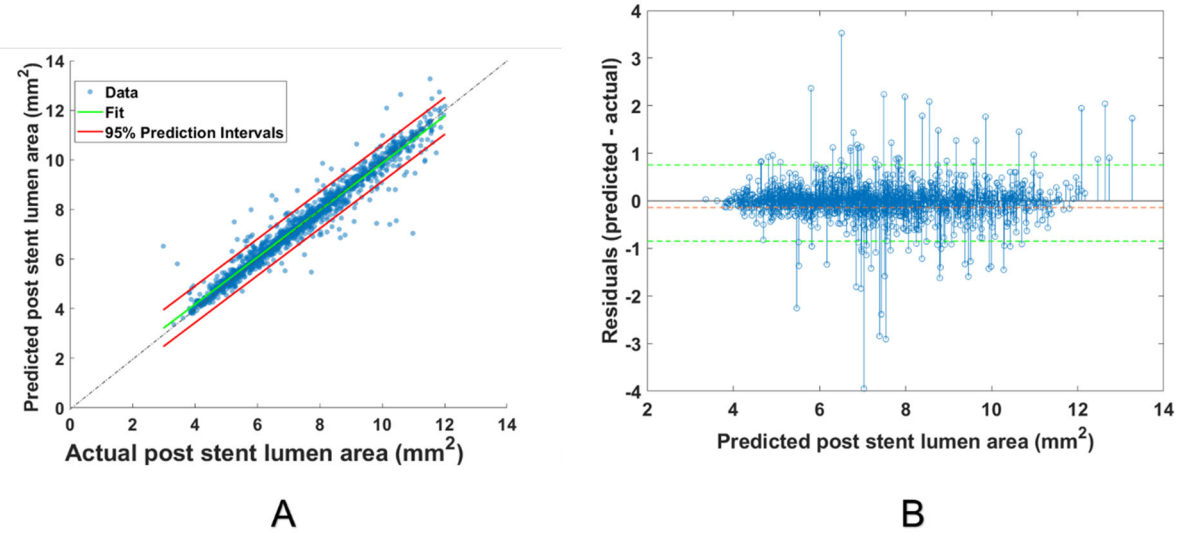 14
12
10
8
6
4
2
0
Predicted post stent lumen area (mm2)
Data
Fit
95% Prediction Intervals
0 2 4 6 8 10 12 14
Actual post stent lumen area (mm2)
A
4
3
2
1
0
-1
-2
-3
-4
Residuals (predicted - actual)
2 4 6 8 10 12 14
Predicted post stent lumen area (mm2)
B